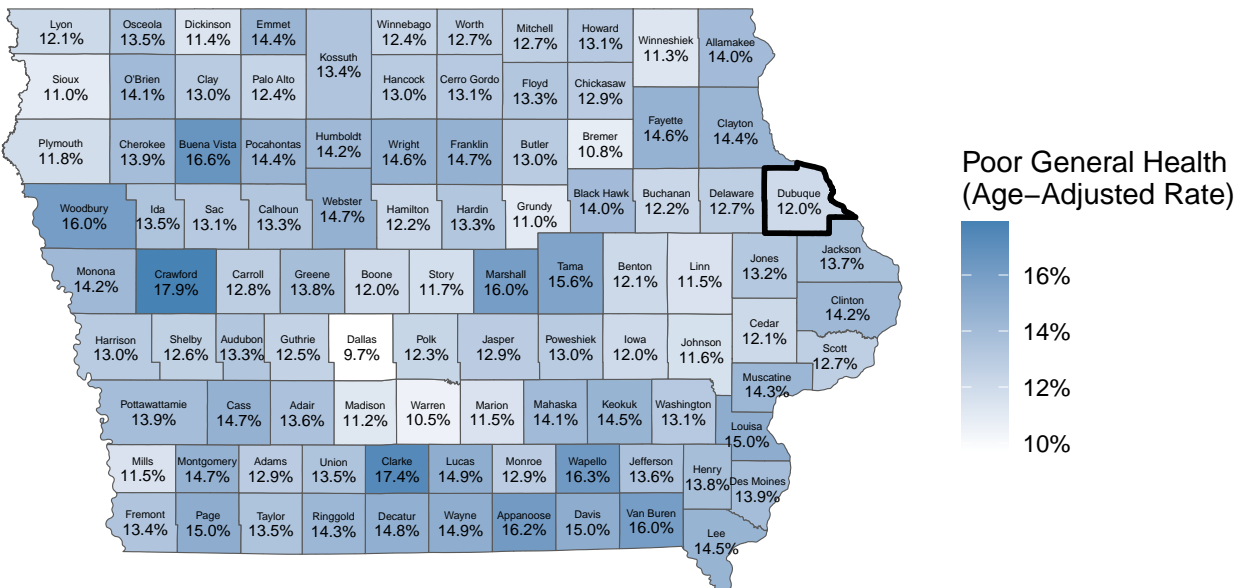 Lyon
12.1%
Osceola
13.5%
Dickinson
11.4%
Emmet
14.4%
Kossuth
13.4%
Winnebago
12.4%
Worth
12.7%
Mitchell
12.7%
Howard
13.1%
Winneshiek
11.3%
Allamakee
14.0%
Sioux
11.0%
O'Brien
14.1%
Clay
13.0%
Palo Alto
12.4%
Hancock
13.0%
Cerro Gordo
13.1%
Floyd
13.3%
Chickasaw
12.9%
Plymouth
11.8%
Cherokee
13.9%
Buena Vista
16.6%
Pocahontas
14.4%
Humboldt
14.2%
Wright
14.6%
Franklin
14.7%
Butler
13.0%
Bremer
10.8%
Fayette
14.6%
Clayton
14.4%
Woodbury
16.0%
Ida
13.5%
Sac
13.1%
Calhoun
13.3%
Webster
14.7%
Hamilton
12.2%
Hardin
13.3%
Grundy
11.0%
Black Hawk
14.0%
Buchanan
12.2%
Delaware
12.7%
Dubuque
12.0%
Monona
14.2%
Crawford
17.9%
Carroll
12.8%
Greene
13.8%
Boone
12.0%
Story
11.7%
Marshall
16.0%
Tama
15.6%
Benton
12.1%
Linn
11.5%
Jones
13.2%
Jackson
13.7%
Clinton
14.2%
Harrison
13.0%
Shelby
12.6%
Audubon
13.3%
Guthrie
12.5%
Dallas
9.7%
Polk
12.3%
Jasper
12.9%
Poweshiek
13.0%
Iowa
12.0%
Johnson
11.6%
Cedar
12.1%
Scott
12.7%
Muscatine
14.3%
Pottawattamie
13.9%
Cass
14.7%
Adair
13.6%
Madison
11.2%
Warren
10.5%
Marion
11.5%
Mahaska
14.1%
Keokuk
14.5%
Washington
13.1%
Louisa
15.0%
Mills
11.5%
Montgomery
14.7%
Adams
12.9%
Union
13.5%
Clarke
17.4%
Lucas
14.9%
Monroe
12.9%
Wapello
16.3%
Jefferson
13.6%
Henry
13.8%
Des Moines
13.9%
Fremont
13.4%
Page
15.0%
Taylor
13.5%
Ringgold
14.3%
Decatur
14.8%
Wayne
14.9%
Appanoose
16.2%
Davis
15.0%
Van Buren
16.0%
Lee
14.5%
Poor General Health
(Age−Adjusted Rate)
16%
14%
12%
10%